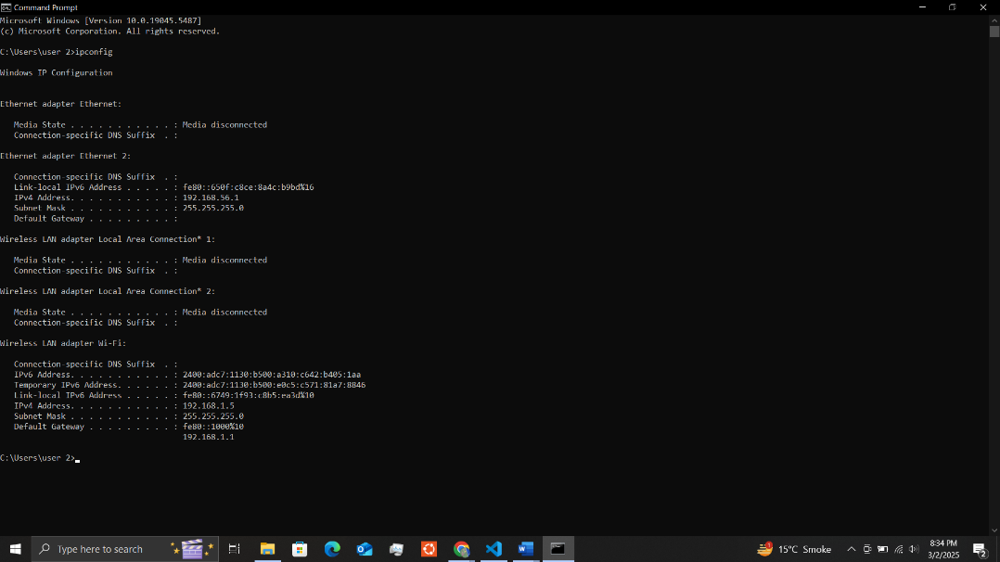 Command Prompt
Microsoft Windows [Version 10.0.19045.5487]
(c) Microsoft Corporation. All rights reserved.
C:\Users\user 2>ipconfig
Windows IP Configuration
Ethernet adapter Ethernet:
   Media State . . . . . . . . . . . : Media disconnected
   Connection-specific DNS Suffix  . :
Ethernet adapter Ethernet 2:
   Connection-specific DNS Suffix  . :
   Link-local IPv6 Address . . . . . : fe80::650f:c8ce:8a4c:b9bd%16
   IPv4 Address. . . . . . . . . . . : 192.168.56.1
   Subnet Mask . . . . . . . . . . . : 255.255.255.0
   Default Gateway . . . . . . . . . :
Wireless LAN adapter Local Area Connection* 1:
   Media State . . . . . . . . . . . : Media disconnected
   Connection-specific DNS Suffix  . :
Wireless LAN adapter Local Area Connection* 2:
   Media State . . . . . . . . . . . : Media disconnected
   Connection-specific DNS Suffix  . :
Wireless LAN adapter Wi-Fi:
   Connection-specific DNS Suffix  . :
   IPv6 Address. . . . . . . . . . . : 2400:adc7:1130:b500:a310:c642:b405:1aa
   Temporary IPv6 Address. . . . . . : 2400:adc7:1130:b500:e0c5:c571:81a7:8846
   Link-local IPv6 Address . . . . . : fe80::6749:1f93:c8b5:ea3d%10
   IPv4 Address. . . . . . . . . . . : 192.168.1.5
   Subnet Mask . . . . . . . . . . . : 255.255.255.0
   Default Gateway . . . . . . . . . : fe80::1000%10
                                       192.168.1.1
C:\Users\user 2>
Type here to search
1
15°C Smoke
8:34 PM
3/2/2025
2